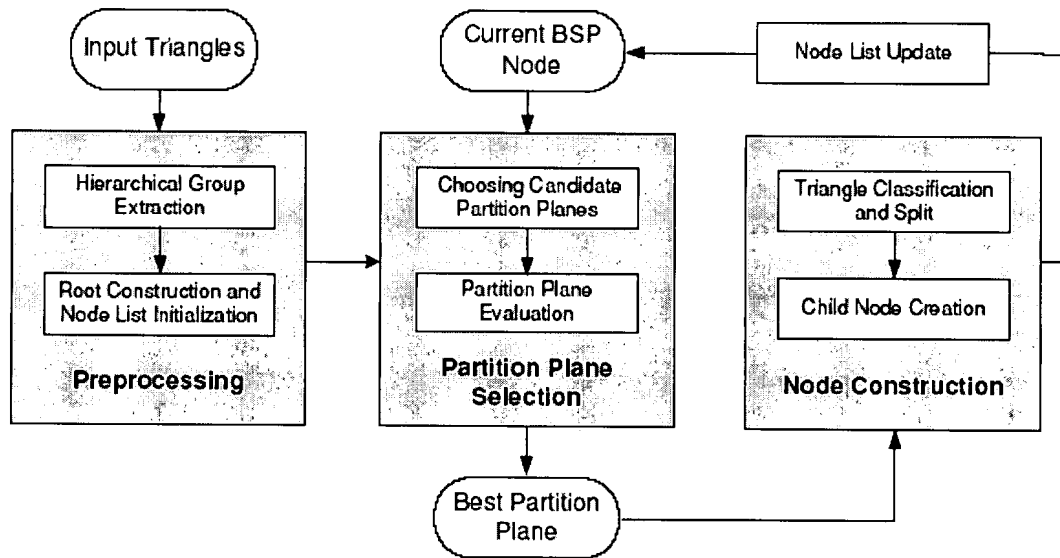 Input Triangles
Current BSP
Node
Node List Update
Hierarchical Group
Extraction
Root Construction and
Node List Initialization
Preprocessing
Choosing Candidate
Partition Planes
Partition Plane
Evaluation
Partition Plane
Selection
Triangle Classification
and Split
Child Node Creation
Node Construction
Best Partition
Plane